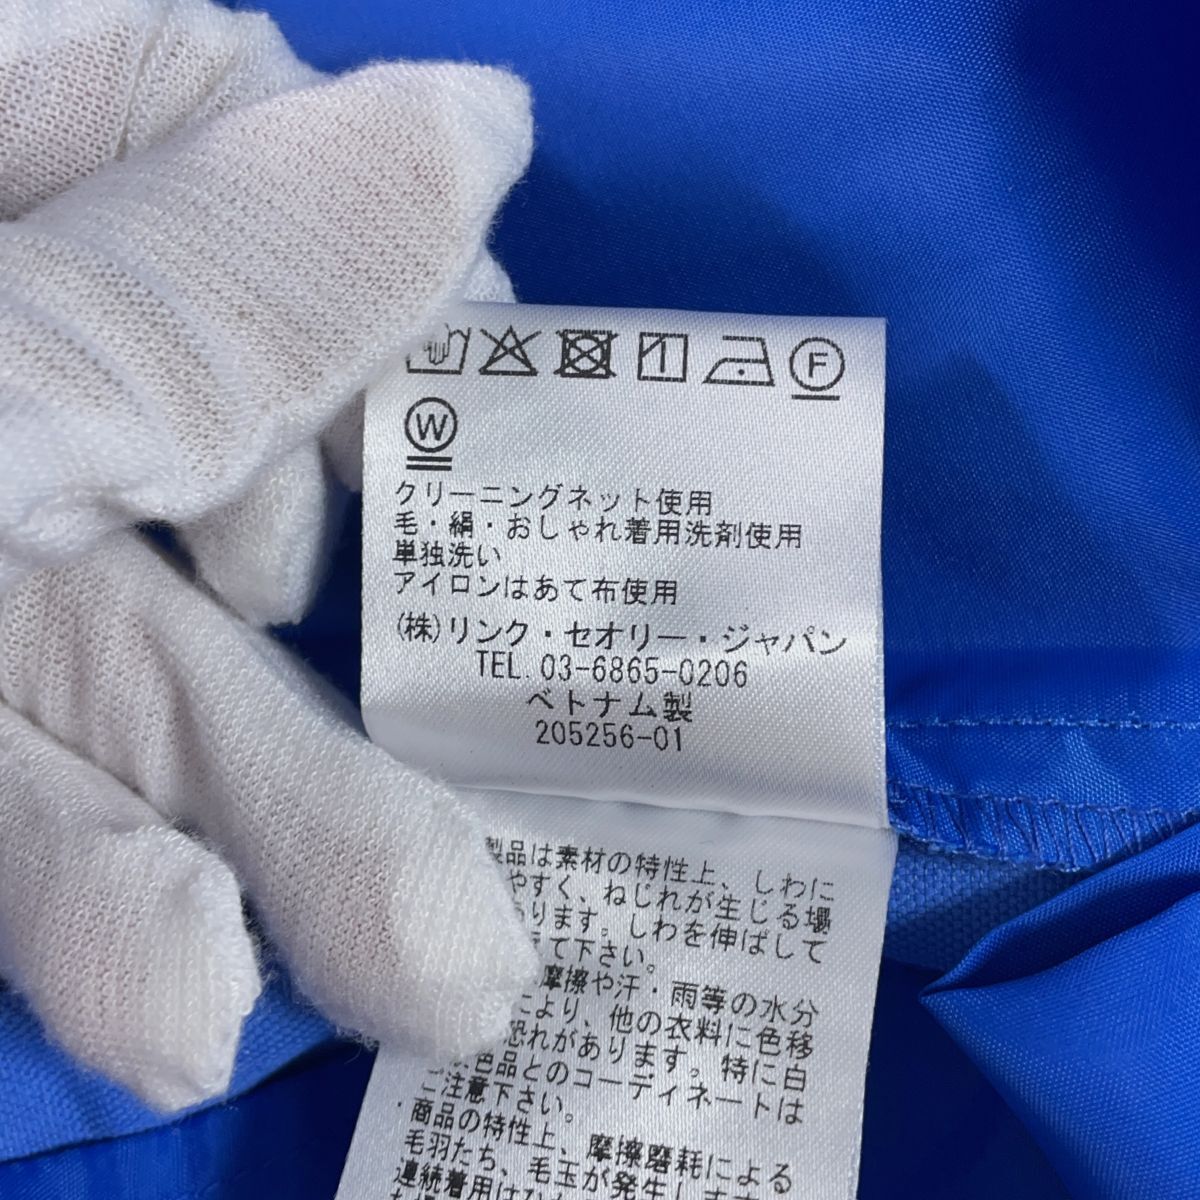 F
W
クリーニングネット使用
毛・絹・おしゃれ着用洗剤使用
単独洗い
アイロンはあて布使用
(株)リンク・セオリー・ジャパン
TEL. 03-6865-0206
ベトナム製
205256-01
製品は素材の特性上、しわに
やすく、ねじれが生じる場
ります。しわを伸ばして
て下さい。
摩擦や汗・雨等の水分
により、他の衣料に色移
恐れがあります。特に白
色品とのコーディネートは
ご注意下さい。
・商品の特性上、摩擦磨耗による
毛羽たち、毛玉が発生します
連続着用は